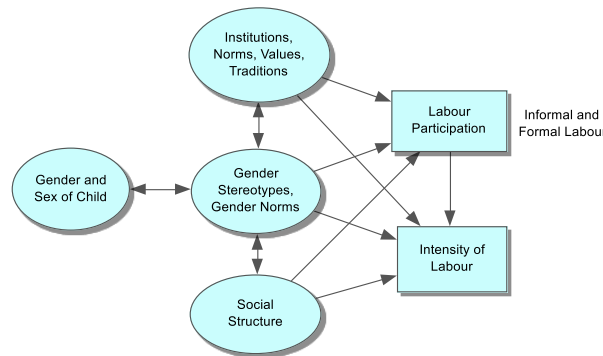 Institutions,
Norms, Values,
Traditions
Labour
Participation
Informal and
Formal Labour
Gender and
Sex of Child
Gender
Stereotypes,
Gender Norms
Intensity of
Labour
Social
Structure